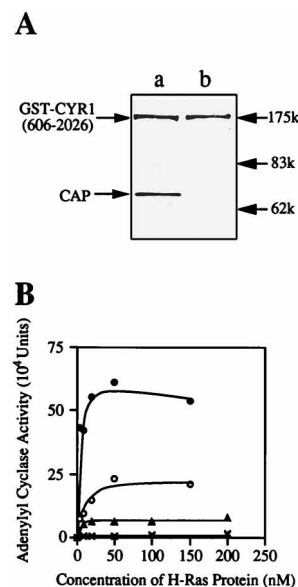 A
a b
GST-CYR1
(606-2026)
175k
83k
CAP
62k
B
Adenylyl Cyclase Activity (10⁴ Units)
75
50
25
0
0 50 100 150 200 250
Concentration of H-Ras Protein (nM)